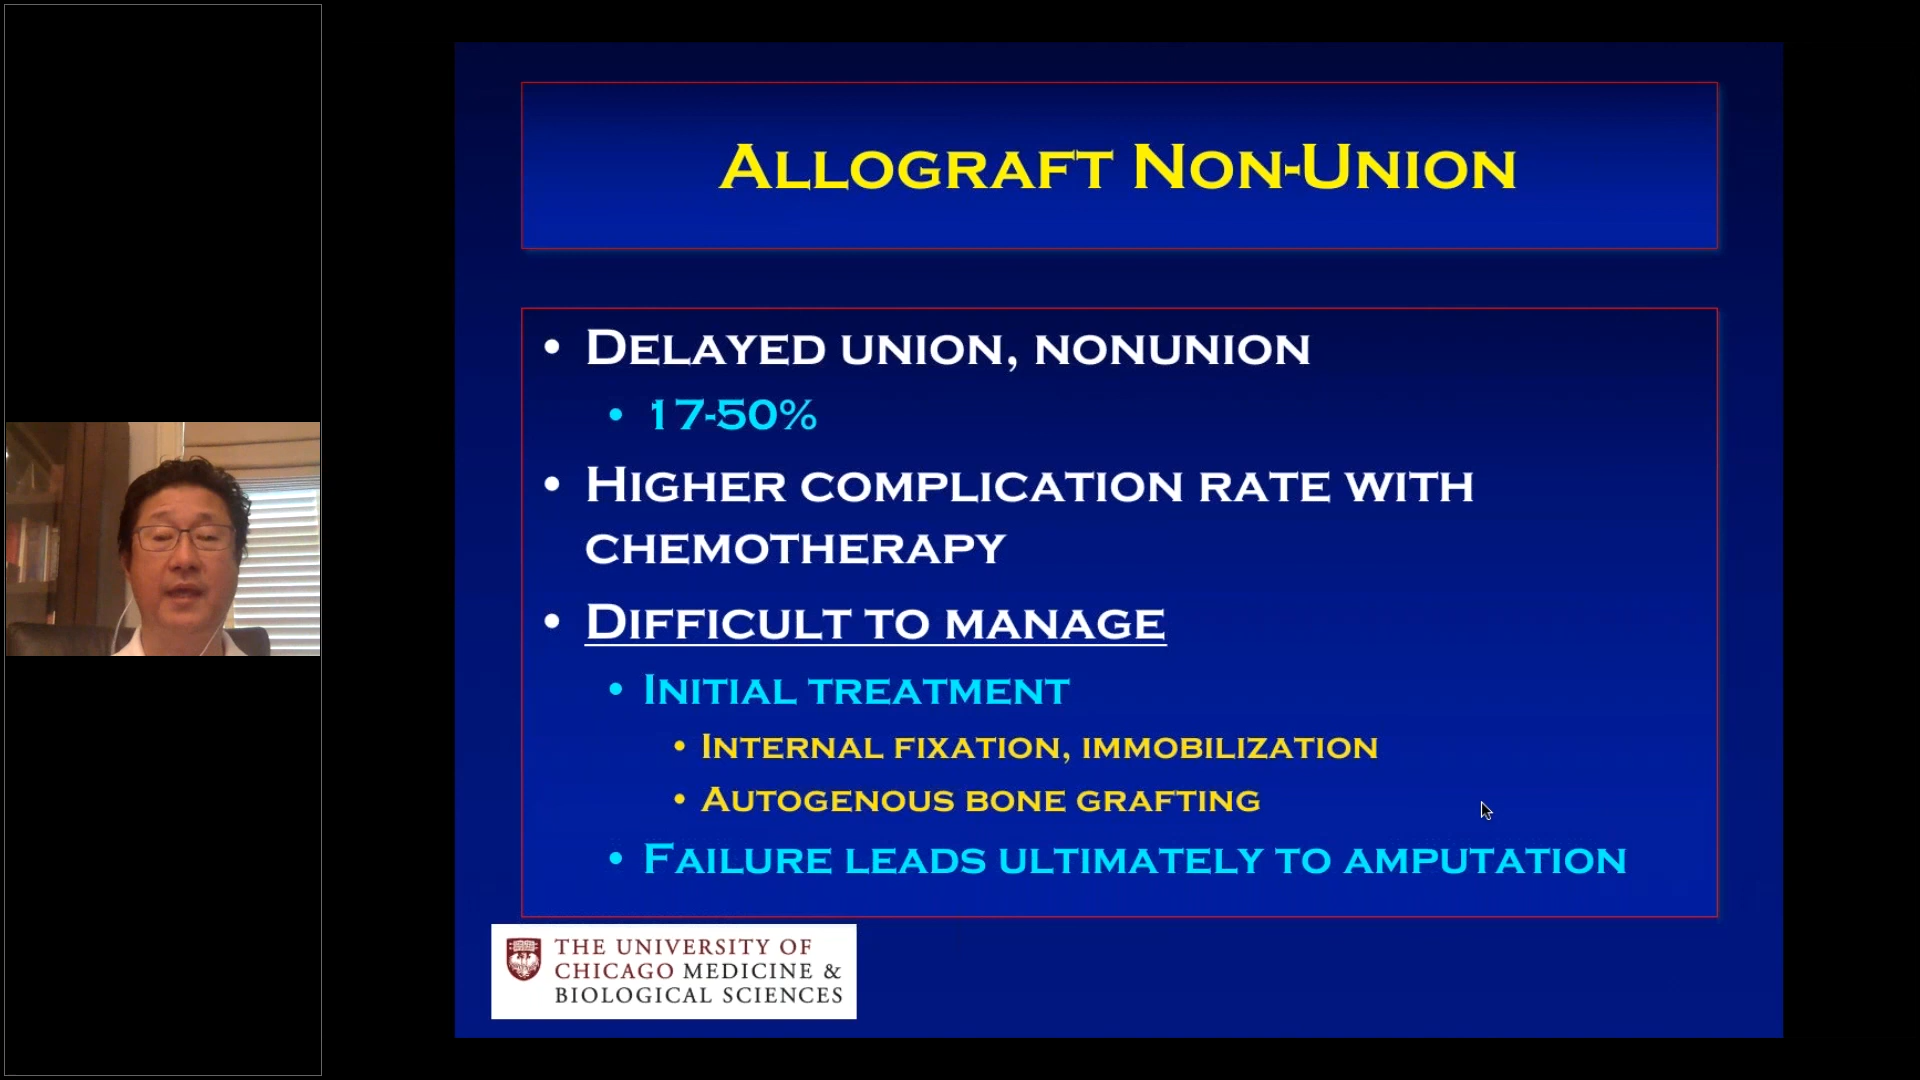 Allograft Non-Union
• Delayed union, nonunion
• 17-50%
• Higher complication rate with
chemotherapy
• Difficult to manage
• Initial treatment
• Internal fixation, immobilization
• Autogenous bone grafting
• Failure leads ultimately to amputation
THE UNIVERSITY OF
CHICAGO MEDICINE &
BIOLOGICAL SCIENCES